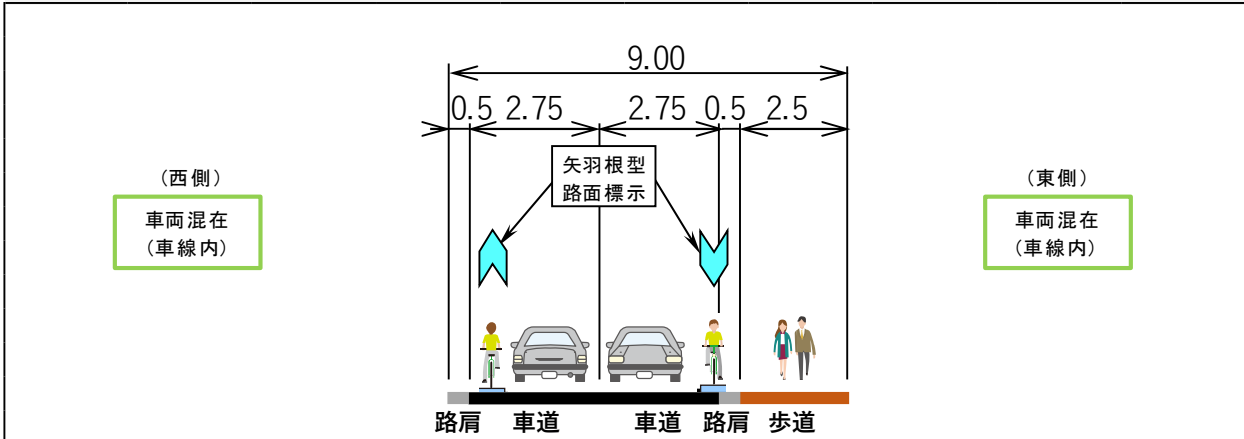 9.00
0.5 2.75 2.75 0.5 2.5
矢羽根型
路面標示
(西側)
車両混在
(車線内)
(東側)
車両混在
(車線内)
路肩 車道 車道 路肩 歩道